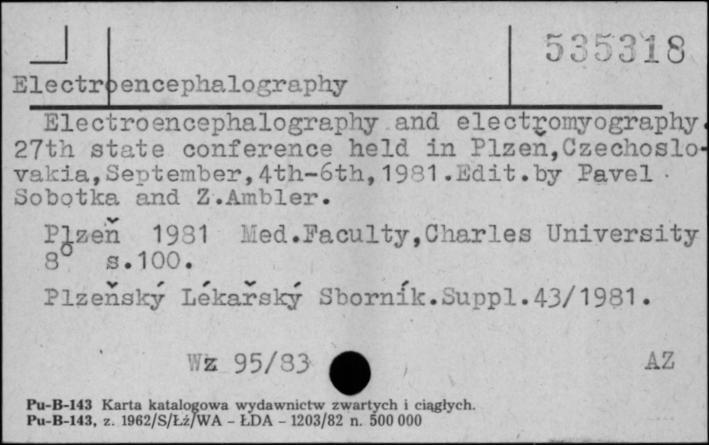 535318
Electroencephalography
Electroencephalography and electromyography.
27th state conference held in Plzeň,Czechoslo-
vakia,September,4th-6th,1981.Edit.by Pavel
Sobotka and Z.Ambler.
Plzeň 1981 Med.Faculty,Charles University
8° s.100.
Plzeňský Lékařský Sborník.Suppl.43/1981.
Wz 95/83 AZ
Pu-B-143 Karta katalogowa wydawnictw zwartych i ciągłych.
Pu-B-143, z. 1962/S/Łż/WA - ŁDA - 1203/82 n. 500 000